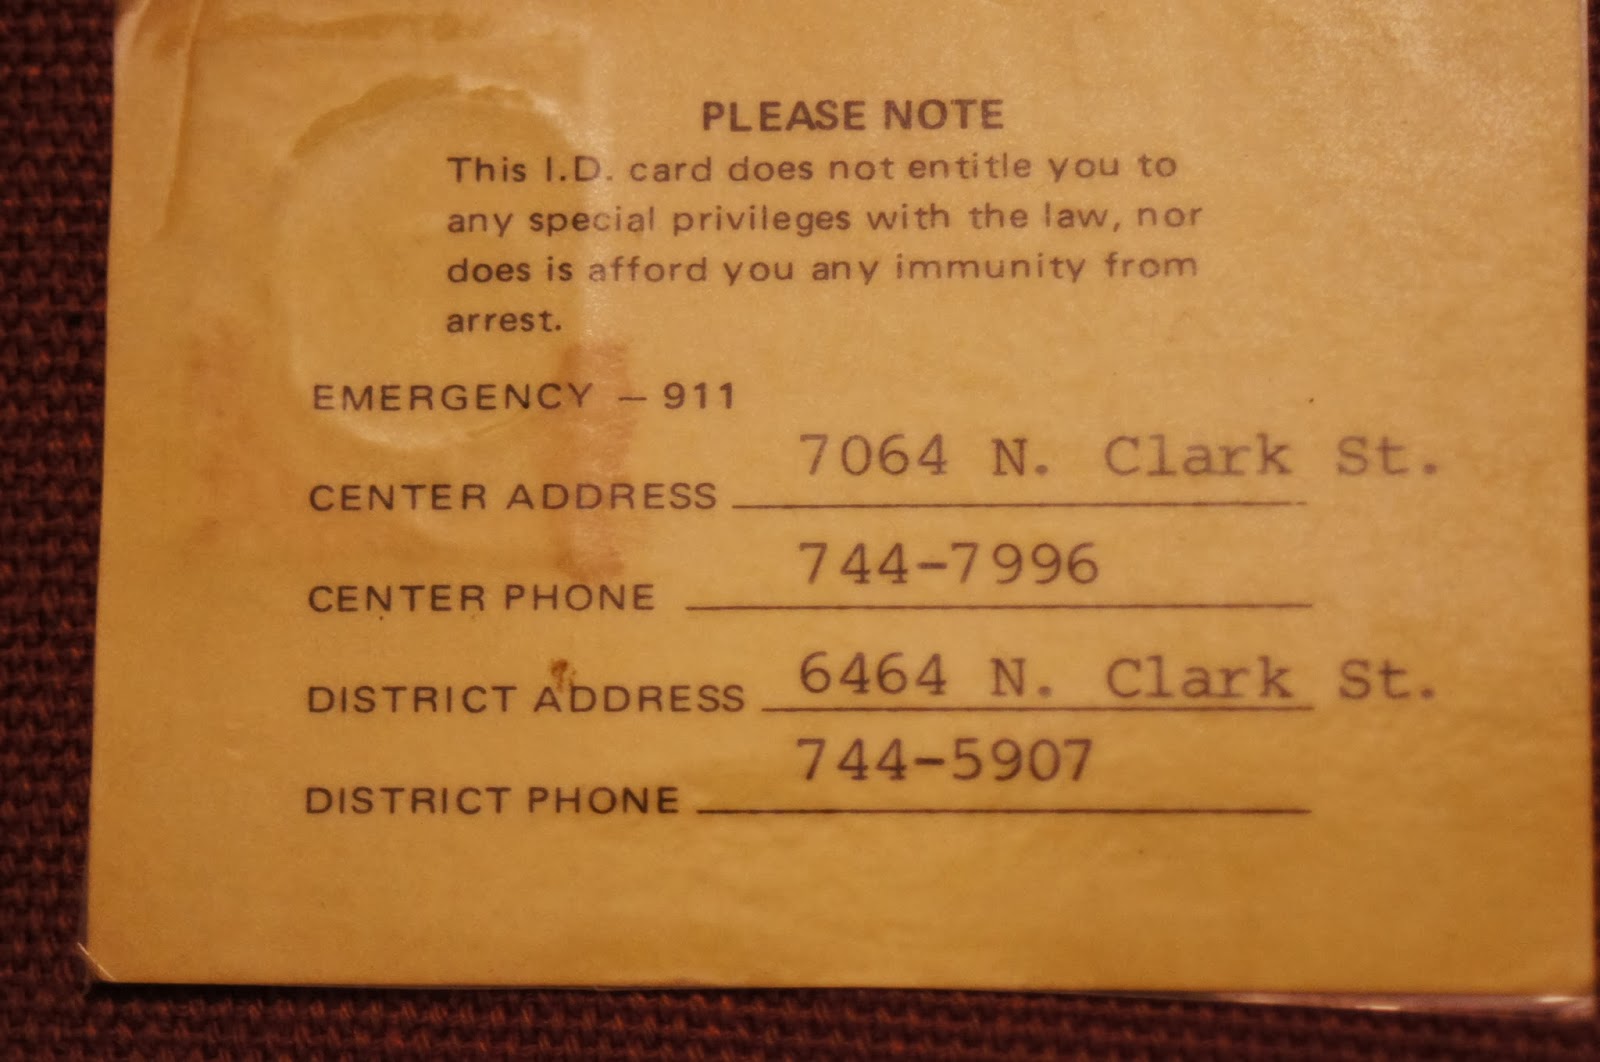 PLEASE NOTE
This I.D. card does not entitle you to
any special privileges with the law, nor
does is afford you any immunity from
arrest.
EMERGENCY — 911
CENTER ADDRESS 7064 N. Clark St.
CENTER PHONE 744-7996
DISTRICT ADDRESS 6464 N. Clark St.
DISTRICT PHONE 744-5907